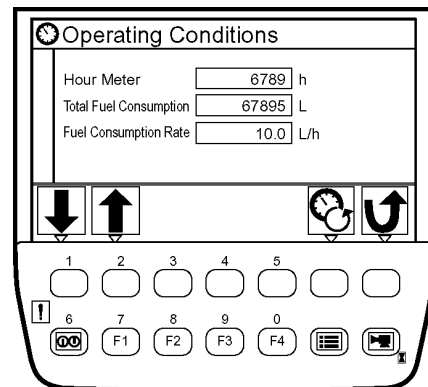 Operating Conditions
Hour Meter 6789 h
Total Fuel Consumption 67895 L
Fuel Consumption Rate 10.0 L/h
1 2 3 4 5
! 6 7 8 9 0
F1 F2 F3 F4